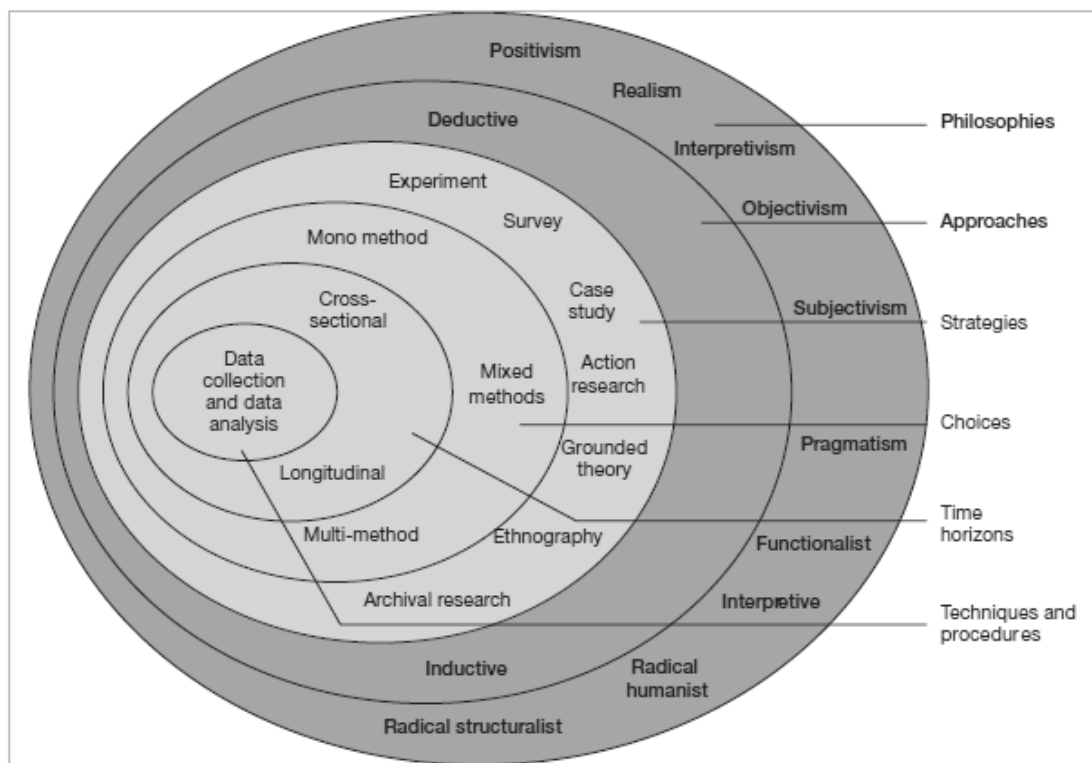 Positivism
Realism
Philosophies
Deductive
Interpretivism
Experiment
Objectivism
Approaches
Survey
Mono method
Case
study
Cross-
sectional
Subjectivism
Strategies
Data
collection
and data
analysis
Mixed
methods
Action
research
Choices
Pragmatism
Grounded
theory
Longitudinal
Time
horizons
Multi-method
Ethnography
Functionalist
Archival research
Interpretive
Techniques and
procedures
Inductive
Radical
humanist
Radical structuralist